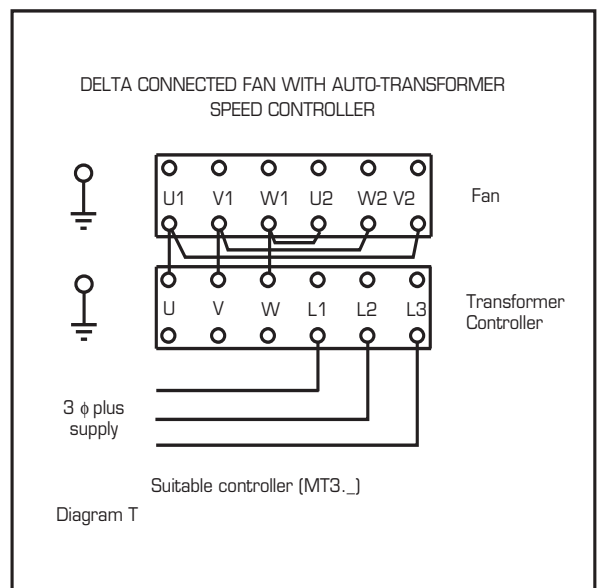 DELTA CONNECTED FAN WITH AUTO-TRANSFORMER
SPEED CONTROLLER
U1 V1 W1 U2 W2 V2
Fan
U V W L1 L2 L3
Transformer
Controller
3 ϕ plus
supply
Suitable controller (MT3._)
Diagram T